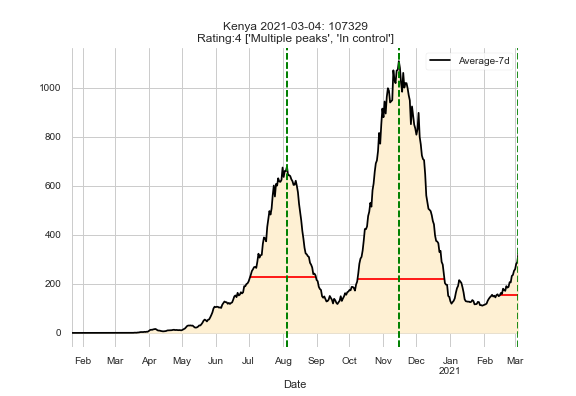 Kenya 2021-03-04: 107329
Rating:4 ['Multiple peaks', 'In control']
Average-7d
1000
800
600
400
200
0
Feb Mar Apr May Jun Jul Aug Sep Oct Nov Dec Jan Feb Mar
2021
Date